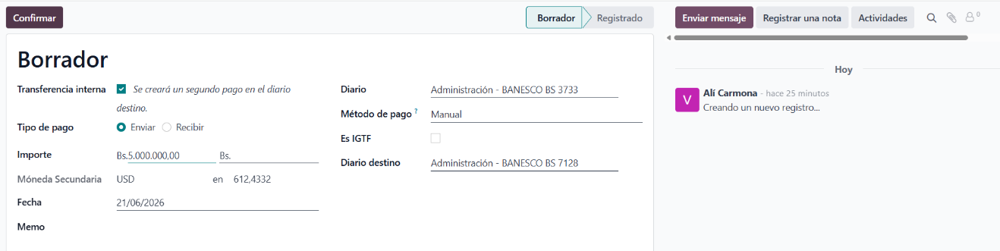 Confirmar
Borrador
Registrado
Enviar mensaje
Registrar una nota
Actividades
0
Borrador
Transferencia interna
Se creará un segundo pago en el diario
destino.
Tipo de pago
Enviar
Recibir
Importe
Bs.5.000.000,00
Bs.
Móneda Secundaria
USD
en
612,4332
Fecha
21/06/2026
Memo
Diario
Administración - BANESCO BS 3733
Método de pago ?
Manual
Es IGTF
Diario destino
Administración - BANESCO BS 7128
Hoy
V
Alí Carmona - hace 25 minutos
Creando un nuevo registro...